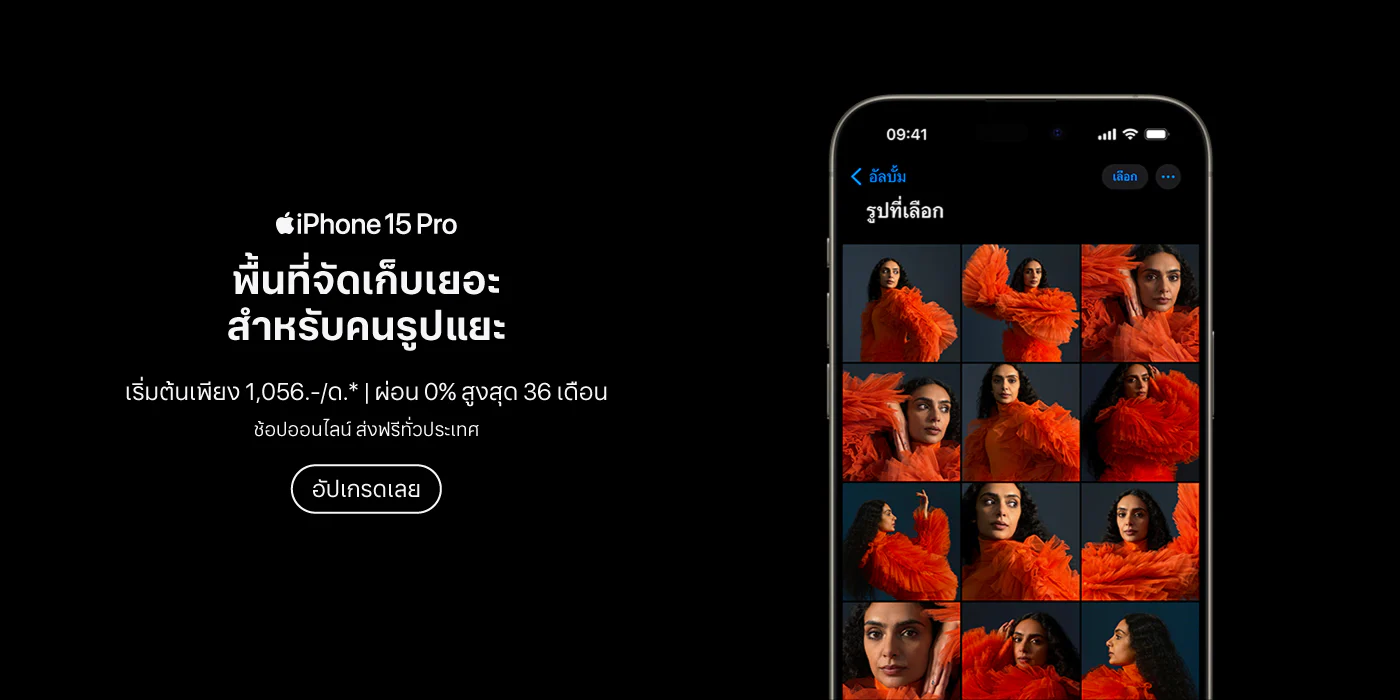 iPhone 15 Pro
พื้นที่จัดเก็บเยอะ
สำหรับคนรูปแยะ
เริ่มต้นเพียง 1,056.-/ด.* | ผ่อน 0% สูงสุด 36 เดือน
ช้อปออนไลน์ ส่งฟรีทั่วประเทศ
อัปเกรดเลย
09:41
อัลบั้ม
เลือก
รูปที่เลือก